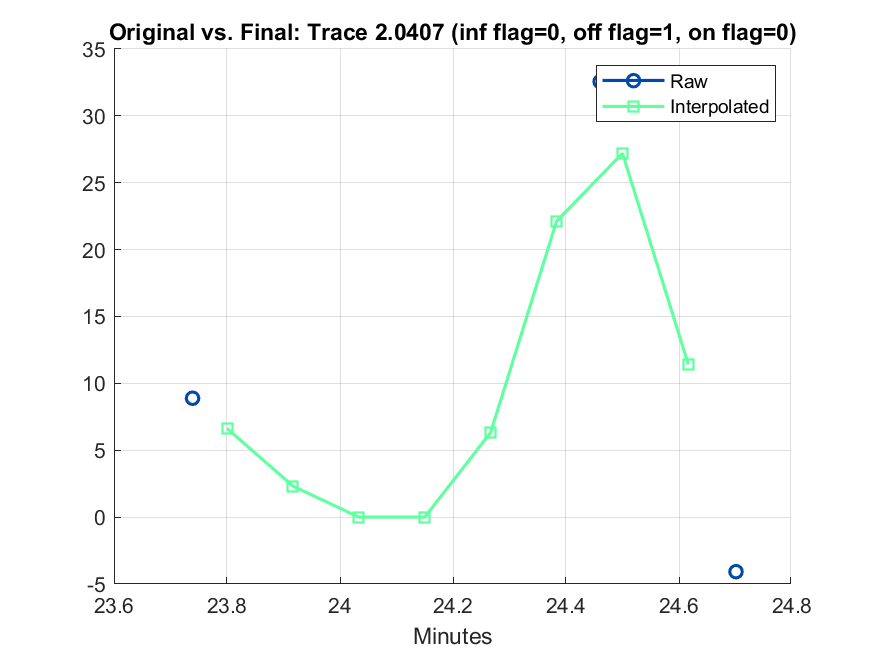 Original vs. Final: Trace 2.0407 (inf flag=0, off flag=1, on flag=0)
35
30
25
20
15
10
5
0
-5
Raw
Interpolated
23.6 23.8 24 24.2 24.4 24.6 24.8
Minutes